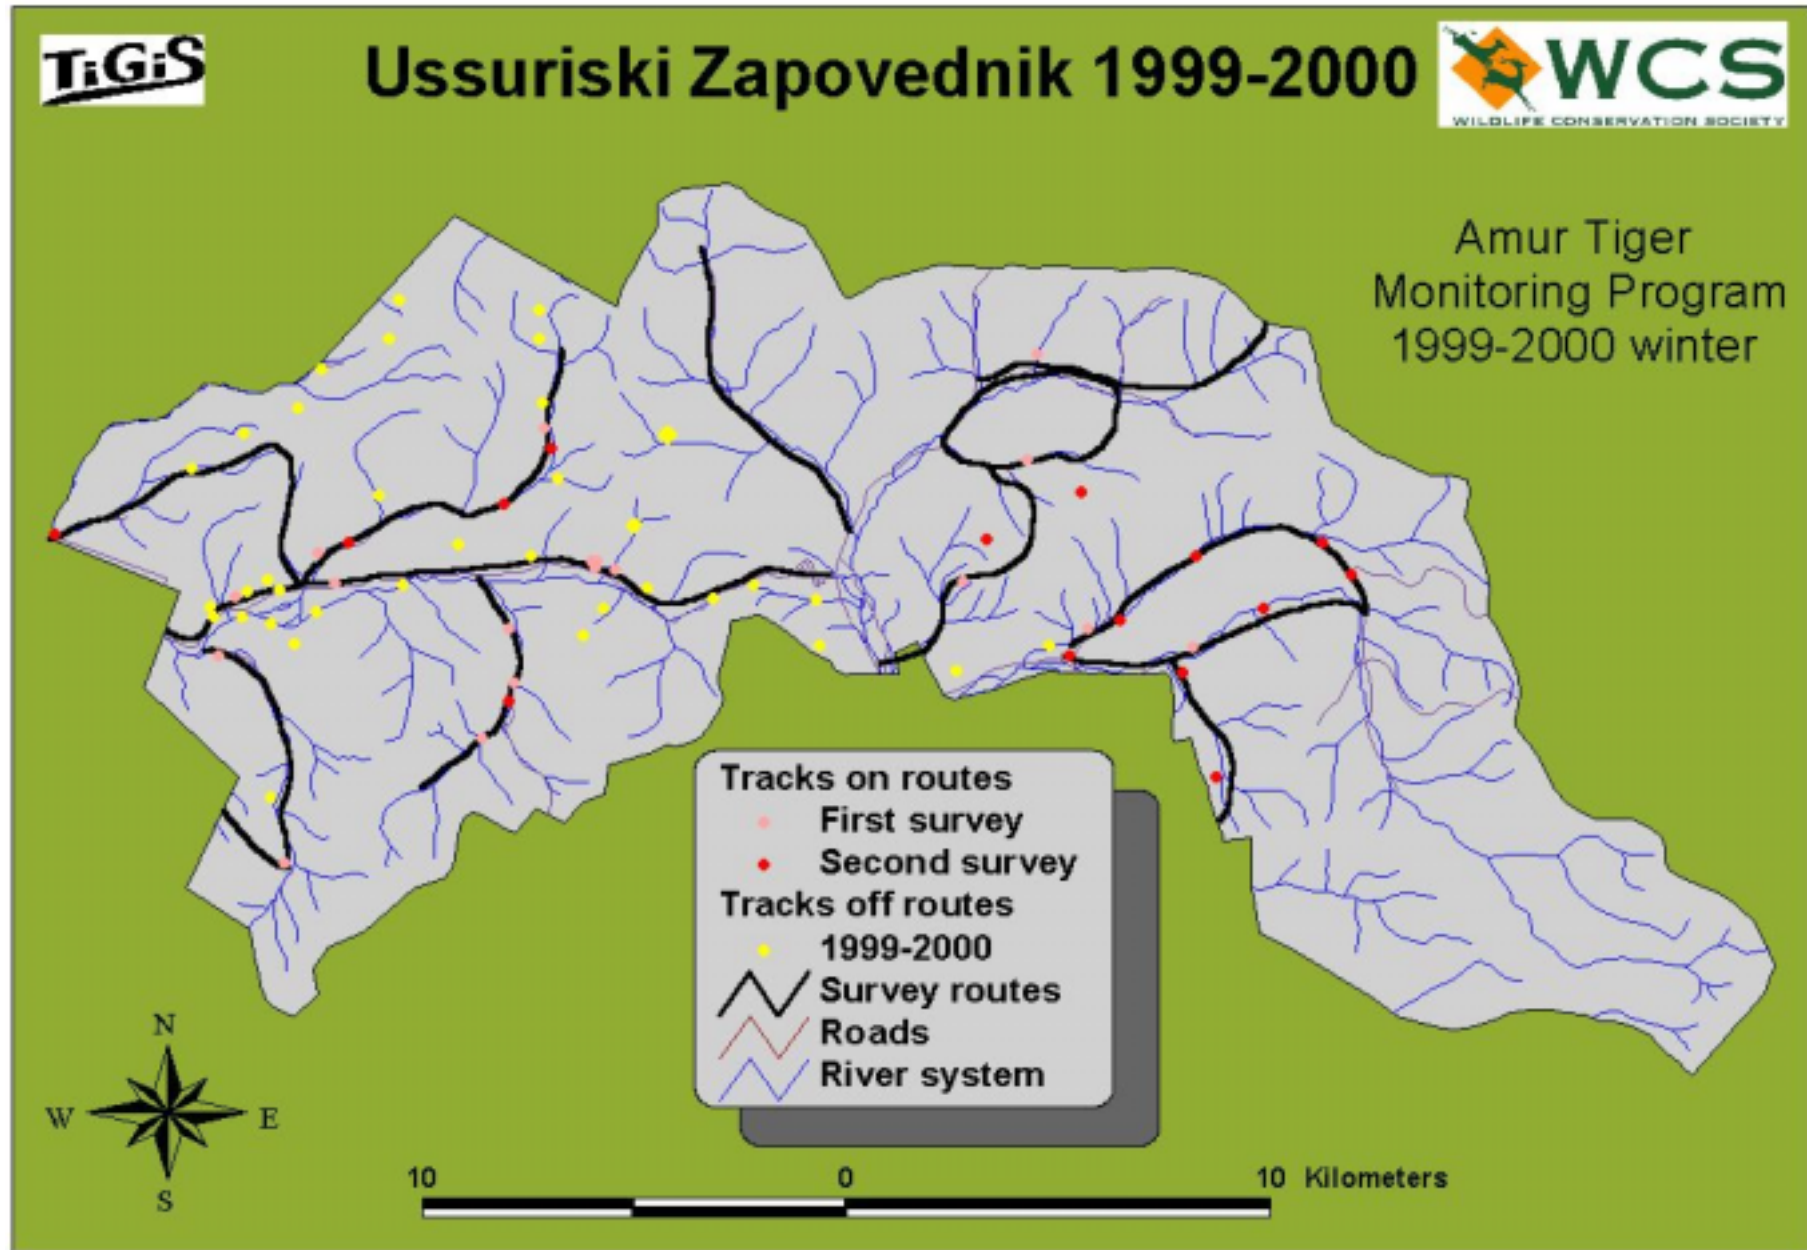 TiGiS
Ussuriski Zapovednik 1999-2000
WCS
WILDLIFE CONSERVATION SOCIETY
Amur Tiger
Monitoring Program
1999-2000 winter
Tracks on routes
First survey
Second survey
Tracks off routes
1999-2000
Survey routes
Roads
River system
N
W E
S
10 0 10 Kilometers